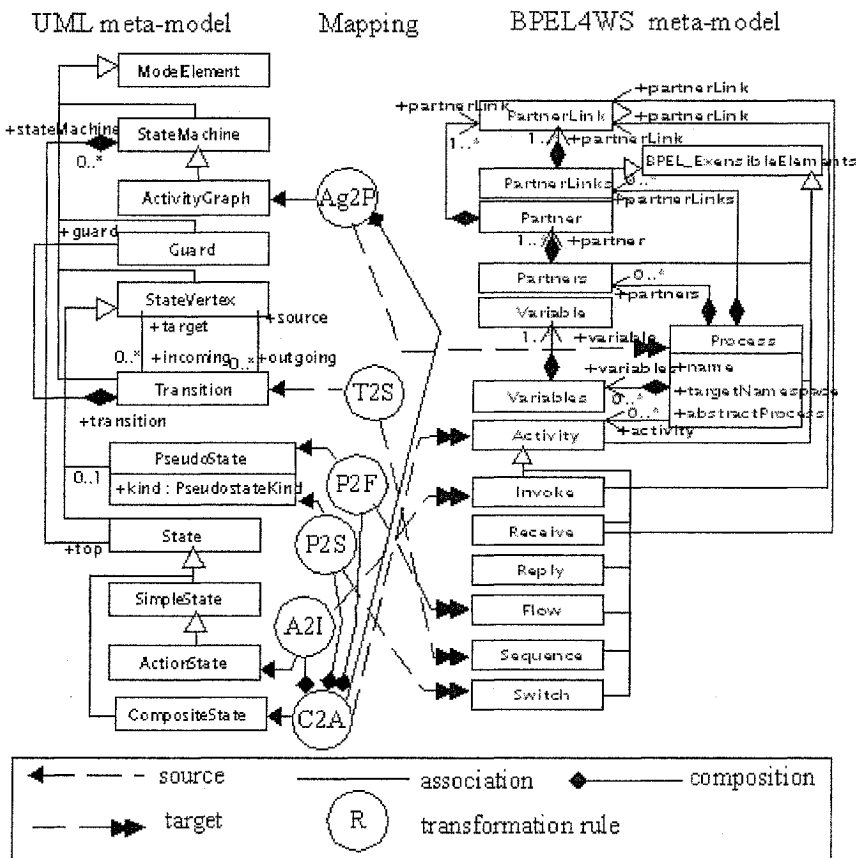 UML meta-model
Mapping
BPEL4WS meta-model
ModeElement
+stateMachine
StateMachine
0..*
ActivityGraph
+guard
Guard
StateVertex
+target
+source
0..*
+incoming
0..*
+outgoing
Transition
+transition
PseudoState
0..1
+kind : PseudostateKind
State
+top
SimpleState
ActionState
CompositeState
Ag2P
T2S
P2F
P2S
A2I
C2A
+partnerLink
+partnerLink
+partnerLink
PartnerLink
1..*
1..*
+partnerLink
BPEL_ExensibleElements
PartnerLinks
0..*
+partnerLinks
Partner
1..*
+partner
Partners
0..*
+partners
Variable
1..*
+variable
Process
+variables
+name
Variables
0..*
+targetNamespace
0..*
+abstractProcess
Activity
+activity
Invoke
Receive
Reply
Flow
Sequence
Switch
source
association
composition
target
R
transformation rule